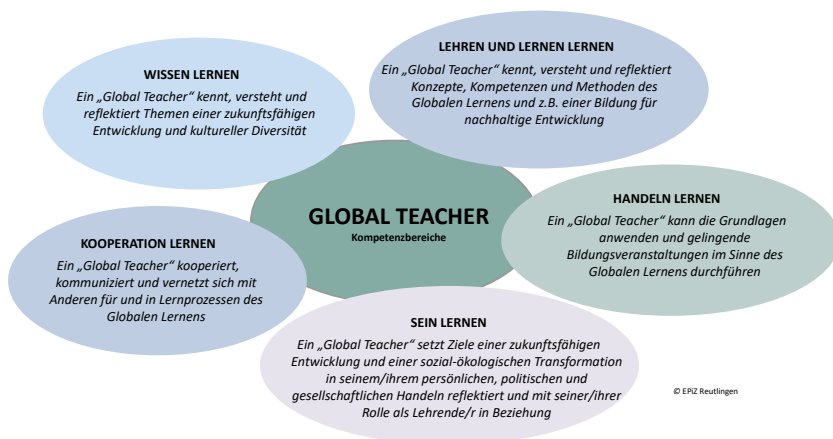 WISSEN LERNEN
Ein „Global Teacher“ kennt, versteht und
reflektiert Themen einer zukunftsfähigen
Entwicklung und kultureller Diversität
LEHREN UND LERNEN LERNEN
Ein „Global Teacher“ kennt, versteht und reflektiert
Konzepte, Kompetenzen und Methoden des
Globalen Lernens und z.B. einer Bildung für
nachhaltige Entwicklung
GLOBAL TEACHER
Kompetenzbereiche
HANDELN LERNEN
Ein „Global Teacher“ kann die Grundlagen
anwenden und gelingende
Bildungsveranstaltungen im Sinne des
Globalen Lernens durchführen
KOOPERATION LERNEN
Ein „Global Teacher“ kooperiert,
kommuniziert und vernetzt sich mit
Anderen für und in Lernprozessen des
Globalen Lernens
SEIN LERNEN
Ein „Global Teacher“ setzt Ziele einer zukunftsfähigen
Entwicklung und einer sozial-ökologischen Transformation
in seinem/ihrem persönlichen, politischen und
gesellschaftlichen Handeln reflektiert und mit seiner/ihrer
Rolle als Lehrende/r in Beziehung
© EPiZ Reutlingen